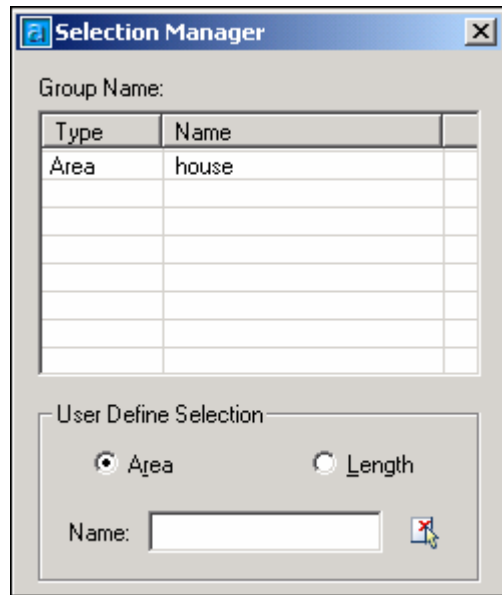 Selection Manager
Group Name:
Type Name
Area house
User Define Selection
Area Length
Name: